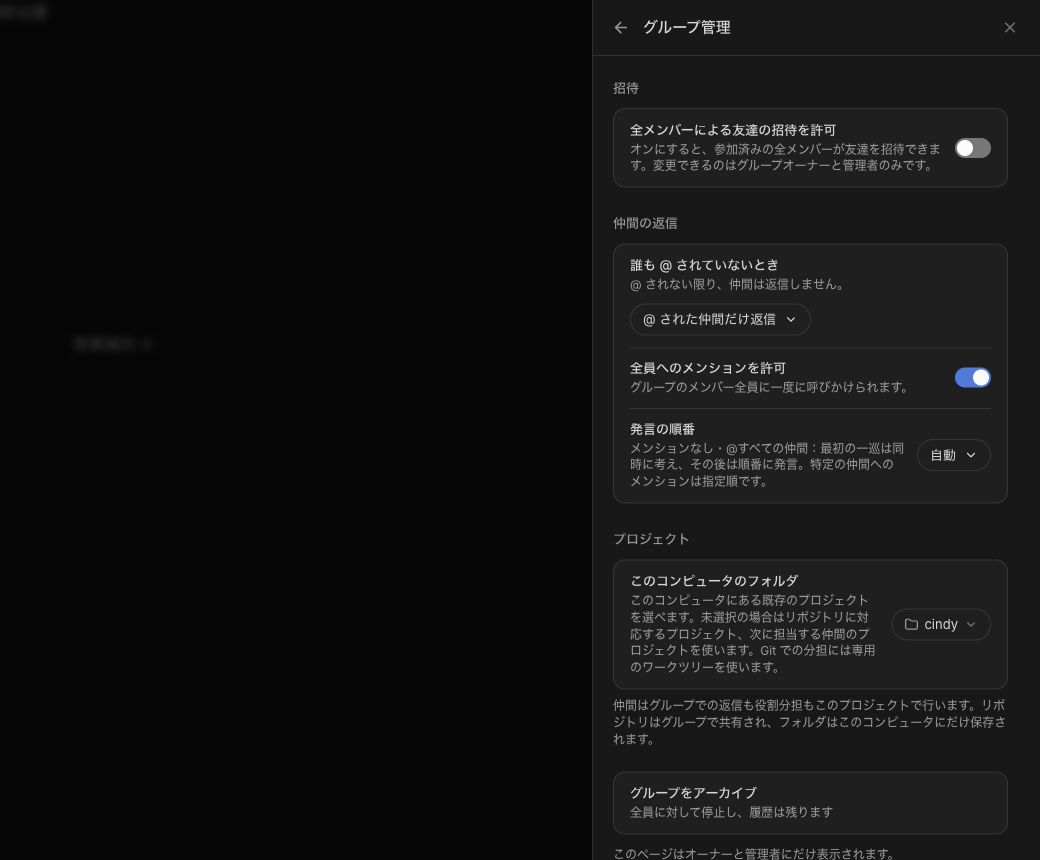 グループ管理
招待
全メンバーによる友達の招待を許可
オンにすると、参加済みの全メンバーが友達を招待できま
す。変更できるのはグループオーナーと管理者のみです。
仲間の返信
誰も @ されていないとき
@ されない限り、仲間は返信しません。
@ された仲間だけ返信
全員へのメンションを許可
グループのメンバー全員に一度に呼びかけられます。
発言の順番
メンションなし・@すべての仲間：最初の一巡は同
時に考え、その後は順番に発言。特定の仲間への
メンションは指定順です。
自動
プロジェクト
このコンピュータのフォルダ
このコンピュータにある既存のプロジェクト
を選べます。未選択の場合はリポジトリに対
応するプロジェクト、次に担当する仲間のプ
ロジェクトを使います。Git での分担には専用
のワークツリーを使います。
cindy
仲間はグループでの返信も役割分担もこのプロジェクトで行います。リポ
ジトリはグループで共有され、フォルダはこのコンピュータにだけ保存さ
れます。
グループをアーカイブ
全員に対して停止し、履歴は残ります
このページはオーナーと管理者にだけ表示されます。